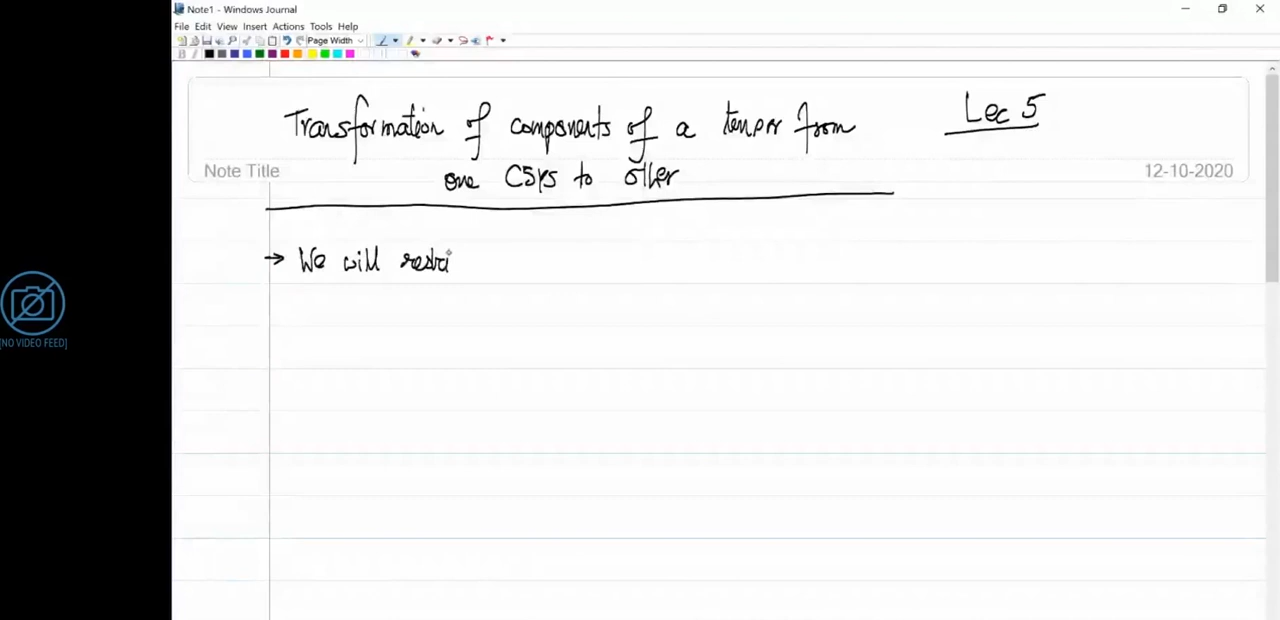 Note1 - Windows Journal
File Edit View Insert Actions Tools Help
Page Width
B I
Transformation of components of a tensor from
one CSYS to other
Lec 5
Note Title
12-10-2020
→ We will restri
[NO VIDEO FEED]